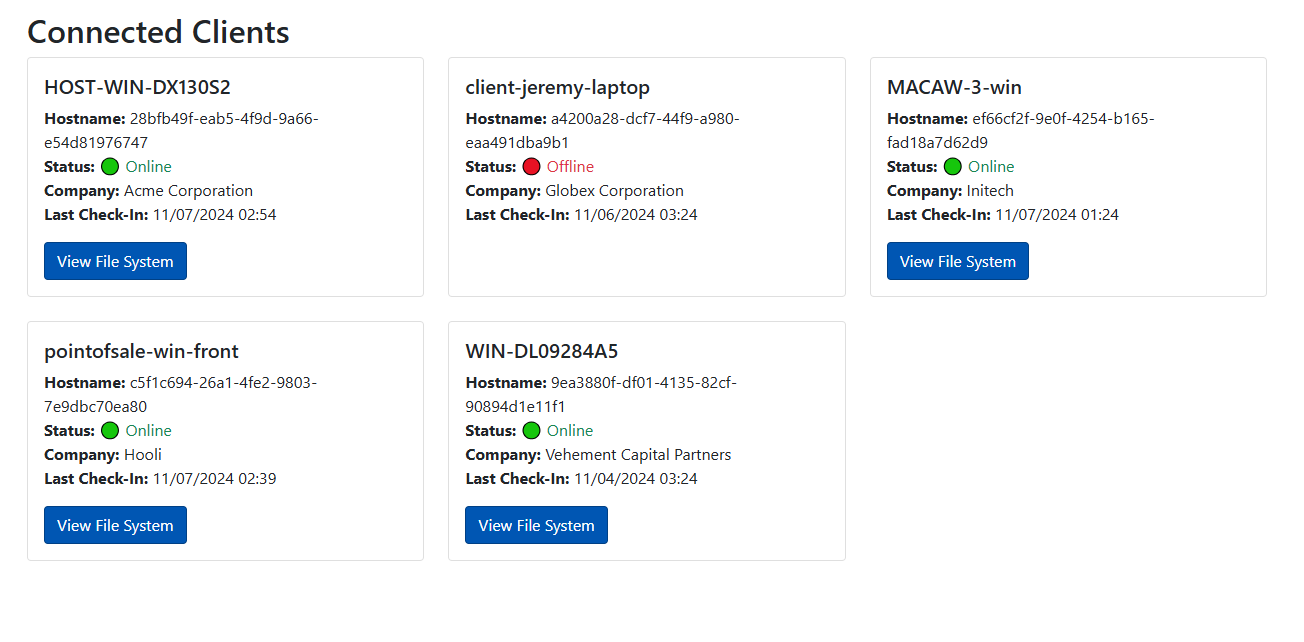 Connected Clients
HOST-WIN-DX130S2
Hostname: 28bfb49f-eab5-4f9d-9a66-
e54d81976747
Status: Online
Company: Acme Corporation
Last Check-In: 11/07/2024 02:54
View File System
client-jeremy-laptop
Hostname: a4200a28-dcf7-44f9-a980-
eaa491dba9b1
Status: Offline
Company: Globex Corporation
Last Check-In: 11/06/2024 03:24
MACAW-3-win
Hostname: ef66cf2f-9e0f-4254-b165-
fad18a7d62d9
Status: Online
Company: Initech
Last Check-In: 11/07/2024 01:24
View File System
pointofsale-win-front
Hostname: c5f1c694-26a1-4fe2-9803-
7e9dbc70ea80
Status: Online
Company: Hooli
Last Check-In: 11/07/2024 02:39
View File System
WIN-DL09284A5
Hostname: 9ea3880f-df01-4135-82cf-
90894d1e11f1
Status: Online
Company: Vehement Capital Partners
Last Check-In: 11/04/2024 03:24
View File System